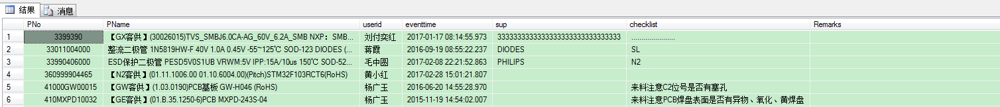 结果 消息
PNo PName userid eventtime sup checklist Remarks
1 3399390 【GX客供】(30026015)TVS_SMBJ6.0CA-AG_60V_6.2A_SMB NXP：SMB... 刘付奕红 2017-01-17 08:14:55.973 33333333333333333333333333333333 ......................
2 33011004000 整流二极管 1N5819HW-F 40V 1.0A 0.45V -55~125℃ SOD-123 DIODES (... 蒋霞 2016-09-19 08:55:22.237 DIODES SL
3 33990406000 ESD保护二极管 PESD5V0S1UB VRWM:5V IPP:15A/10us 150℃ SOD-52... 毛中圆 2017-02-08 22:21:52.863 PHILIPS N2
4 360999904465 【N2客供】(01.11.1006.00 01.10.6004.00)(Pitch)STM32F103RCT6(RoHS) 黄小红 2017-02-28 15:01:21.807
5 41000GW00015 【GW客供】(1.03.0190)PCB基板 GW-H046 (RoHS) 杨广玉 2016-06-20 14:55:28.970 来料注意C2位号是否有塞孔
6 410MXPD10032 【GE客供】(01.B.35.1250-6)PCB MXPD-243S-04 杨广玉 2015-11-19 14:54:02.007 来料注意PCB焊盘表面是否有异物、氧化、黄焊盘